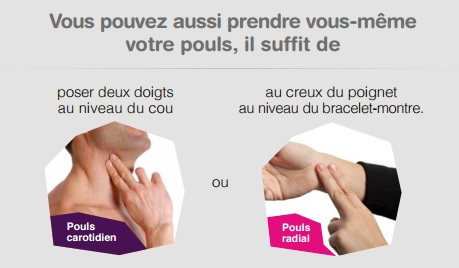 Vous pouvez aussi prendre vous-même
votre pouls, il suffit de
poser deux doigts
au niveau du cou
au creux du poignet
au niveau du bracelet-montre.
ou
Pouls
carotidien
Pouls
radial